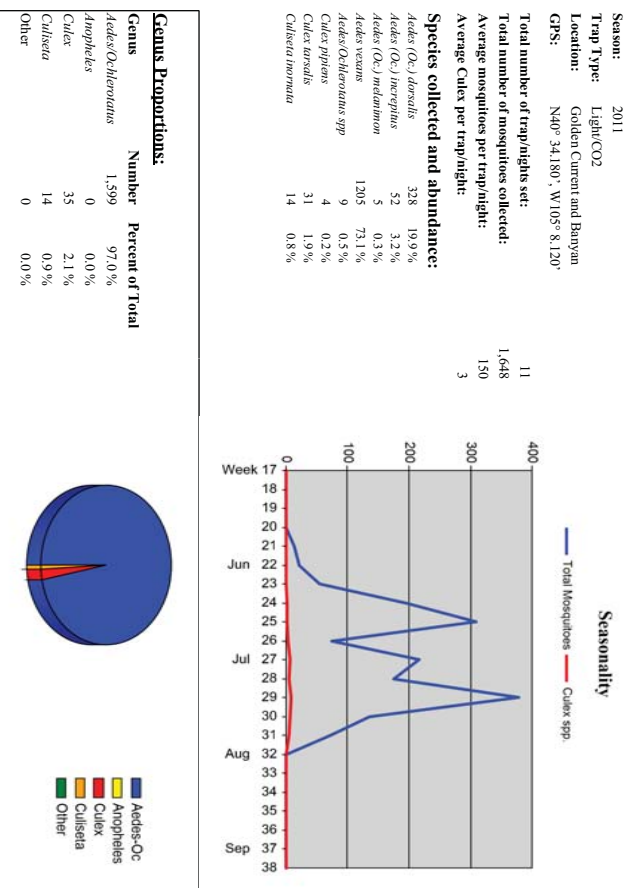 Season: 2011
Trap Type: Light/CO2
Location: Golden Current and Banyan
GPS: N40° 34.180', W105° 8.120'
Total number of trap/nights set: 11
Total number of mosquitoes collected: 1,648
Average mosquitoes per trap/night: 150
Average Culex per trap/night: 3
Species collected and abundance:
Aedes (Oc.) dorsalis 328 19.9 %
Aedes (Oc.) increpitus 52 3.2 %
Aedes (Oc.) melanimon 5 0.3 %
Aedes vexans 1205 73.1 %
Aedes/Ochlerotatus spp 9 0.5 %
Culex pipiens 4 0.2 %
Culex tarsalis 31 1.9 %
Culiseta inornata 14 0.8 %
Genus Proportions:
Genus Number Percent of Total
Aedes/Ochlerotatus 1,599 97.0 %
Anopheles 0 0.0 %
Culex 35 2.1 %
Culiseta 14 0.9 %
Other 0 0.0 %
Seasonality
Total Mosquitoes Culex spp.
400
300
200
100
0
Week 17
18
19
20
21
Jun 22
23
24
25
26
Jul 27
28
29
30
31
Aug 32
33
34
35
36
Sep 37
38
Aedes-Oc
Anopheles
Culex
Culiseta
Other